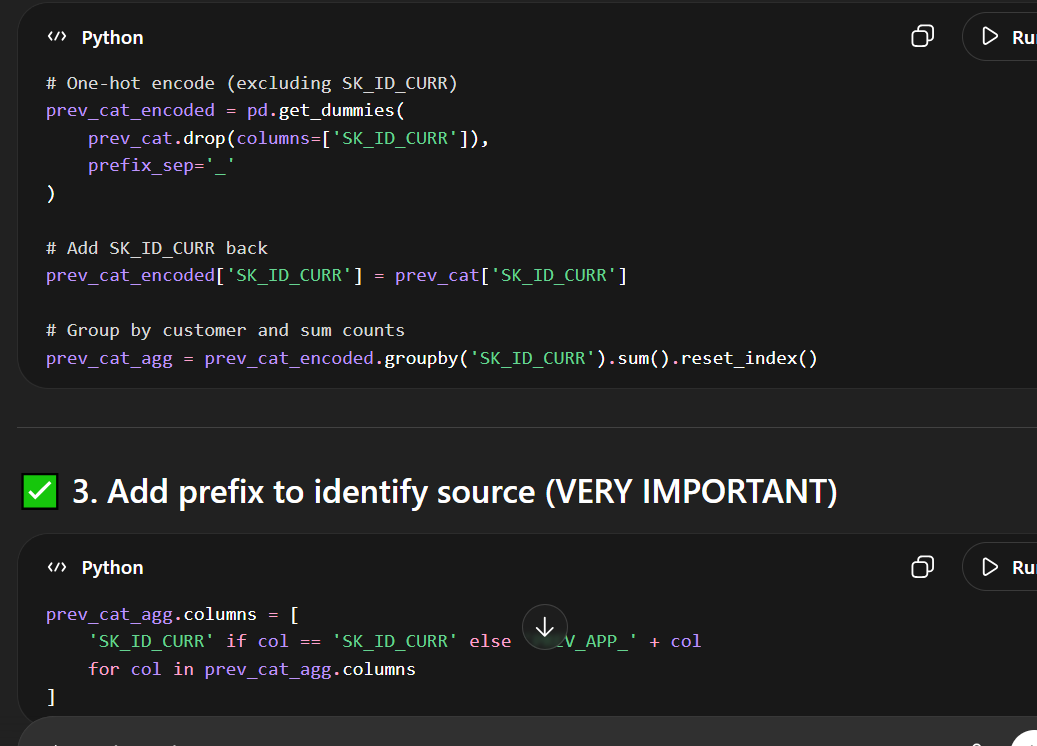 Python
Ru
# One-hot encode (excluding SK_ID_CURR)
prev_cat_encoded = pd.get_dummies(
    prev_cat.drop(columns=['SK_ID_CURR']),
    prefix_sep='_'
)
# Add SK_ID_CURR back
prev_cat_encoded['SK_ID_CURR'] = prev_cat['SK_ID_CURR']
# Group by customer and sum counts
prev_cat_agg = prev_cat_encoded.groupby('SK_ID_CURR').sum().reset_index()
3. Add prefix to identify source (VERY IMPORTANT)
Python
Ru
prev_cat_agg.columns = [
    'SK_ID_CURR' if col == 'SK_ID_CURR' else V_APP_' + col
    for col in prev_cat_agg.columns
]